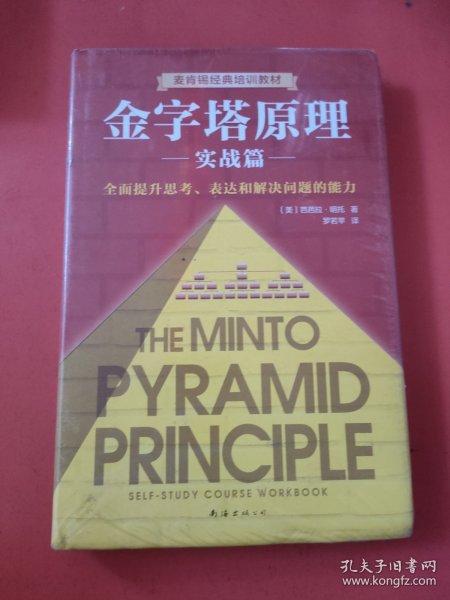 麦肯锡经典培训教材
金字塔原理
实战篇
全面提升思考、表达和解决问题的能力
（美）芭芭拉·明托 著
罗若苹 译
THE MINTO
PYRAMID
PRINCIPLE
SELF-STUDY COURSE WORKBOOK
南海出版公司
孔夫子旧书网
www.kongfz.com